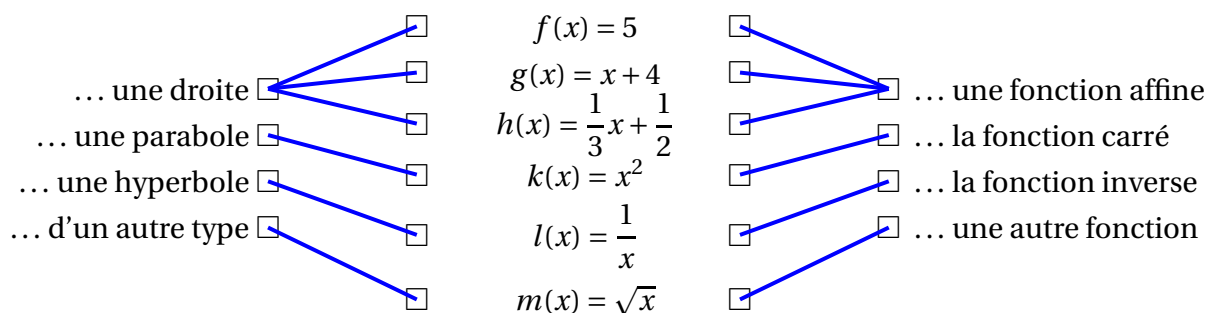 f(x) = 5
g(x) = x + 4
… une droite … une fonction affine
h(x) = 1/3 x + 1/2
… une parabole … la fonction carré
k(x) = x²
… une hyperbole … la fonction inverse
l(x) = 1/x
… d'un autre type … une autre fonction
m(x) = √x